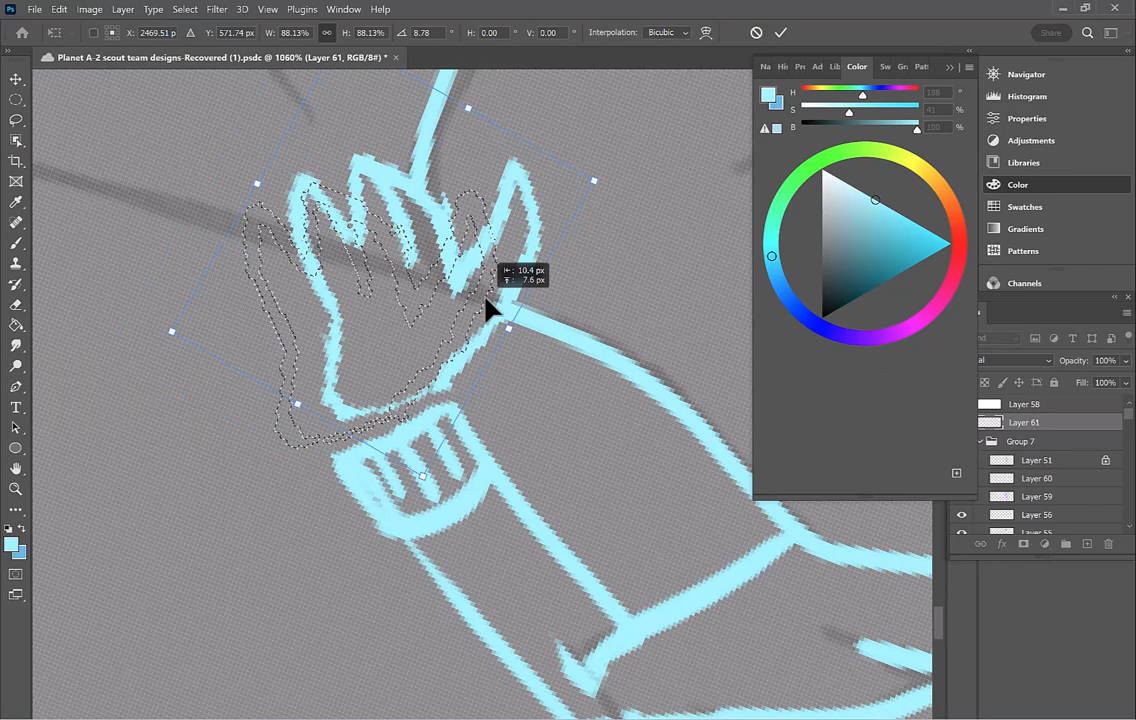 Ps File Edit Image Layer Type Select Filter 3D View Plugins Window Help
X: 2469.51 p Y: 571.74 px W: 88.13% H: 88.13% 8.78 ° H: 0.00 ° V: 0.00 ° Interpolation: Bicubic Share
Planet A-2 scout team designs-Recovered (1).psdc @ 1060% (Layer 61, RGB/8#) * ×
Na Hi Pr Ad Lib Color Sw Gr Pat
H 188 °
S 41 %
B 100 %
Navigator
Histogram
Properties
Adjustments
Libraries
Color
Swatches
Gradients
Patterns
Channels
10.4 px
7.6 px
Opacity: 100%
Fill: 100%
Layer 58
Layer 61
Group 7
Layer 51
Layer 60
Layer 59
Layer 56
fx